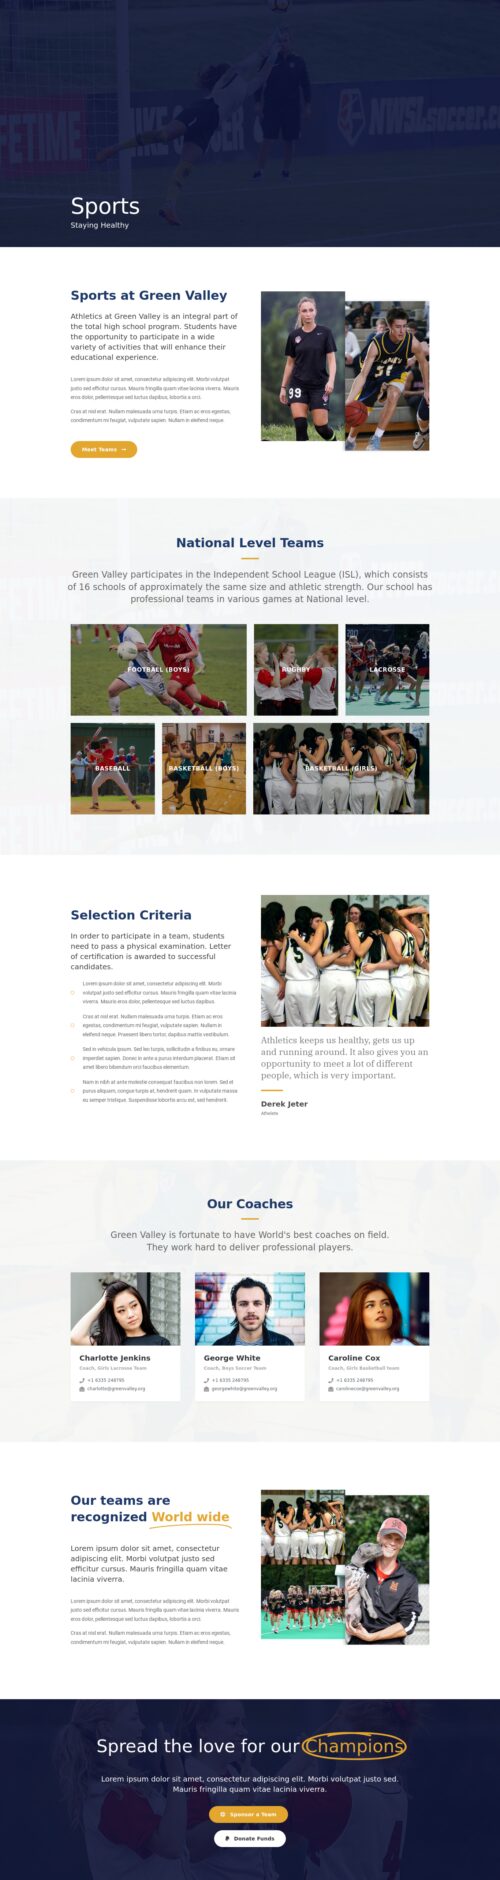 FETIME
NIKE SOCCER
NWSLsoccer.c
Sports
Staying Healthy
Sports at Green Valley
Athletics at Green Valley is an integral part of
the total high school program. Students have
the opportunity to participate in a wide
variety of activities that will enhance their
educational experience.
Lorem ipsum dolor sit amet, consectetur adipiscing elit. Morbi volutpat
justo sed efficitur cursus. Mauris fringilla quam vitae lacinia viverra. Mauris
eros dolor, pellentesque sed luctus dapibus, lobortis a orci.
Cras at nisl erat. Nullam malesuada urna turpis. Etiam ac eros egestas,
condimentum mi feugiat, vulputate sapien. Nullam in eleifend neque.
Meet Teams →
99
National Level Teams
Green Valley participates in the Independent School League (ISL), which consists
of 16 schools of approximately the same size and athletic strength. Our school has
professional teams in various games at National level.
FOOTBALL (BOYS)
RUGHBY
LACROSSE
BASEBALL
BASKETBALL (BOYS)
BASKETBALL (GIRLS)
Selection Criteria
In order to participate in a team, students
need to pass a physical examination. Letter
of certification is awarded to successful
candidates.
Lorem ipsum dolor sit amet, consectetur adipiscing elit. Morbi
volutpat justo sed efficitur cursus. Mauris fringilla quam vitae lacinia
viverra. Mauris eros dolor, pellentesque sed luctus dapibus.
Cras at nisl erat. Nullam malesuada urna turpis. Etiam ac eros
egestas, condimentum mi feugiat, vulputate sapien. Nullam in
eleifend neque. Praesent libero tortor, dapibus mattis vestibulum.
Sed in vehicula ipsum. Sed leo turpis, sollicitudin a finibus eu, ornare
imperdiet sapien. Donec in ante a purus interdum placerat. Etiam sit
amet libero bibendum orci faucibus elementum.
Nam in nibh at ante molestie consequat faucibus non lorem. Sed et
purus aliquam, congue turpis at, hendrerit quam. In vulputate massa
eu semper tristique. Suspendisse lobortis arcu est, sed hendrerit.
Athletics keeps us healthy, gets us up
and running around. It also gives you an
opportunity to meet a lot of different
people, which is very important.
Derek Jeter
Athelete
Our Coaches
Green Valley is fortunate to have World's best coaches on field.
They work hard to deliver professional players.
Charlotte Jenkins
Coach, Girls Lacrosse Team
+1 6335 248795
charlotte@greenvalley.org
George White
Coach, Boys Soccer Team
+1 6335 248795
georgewhite@greenvalley.org
Caroline Cox
Coach, Girls Basketball Team
+1 6335 248795
carolinecox@greenvalley.org
Our teams are
recognized World wide
Lorem ipsum dolor sit amet, consectetur
adipiscing elit. Morbi volutpat justo sed
efficitur cursus. Mauris fringilla quam vitae
lacinia viverra.
Lorem ipsum dolor sit amet, consectetur adipiscing elit. Morbi volutpat
justo sed efficitur cursus. Mauris fringilla quam vitae lacinia viverra. Mauris
eros dolor, pellentesque sed luctus dapibus, lobortis a orci.
Cras at nisl erat. Nullam malesuada urna turpis. Etiam ac eros egestas,
condimentum mi feugiat, vulputate sapien. Nullam in eleifend neque.
Spread the love for our Champions
Lorem ipsum dolor sit amet, consectetur adipiscing elit. Morbi volutpat justo sed.
Mauris fringilla quam vitae lacinia viverra.
Sponsor a Team
Donate Funds